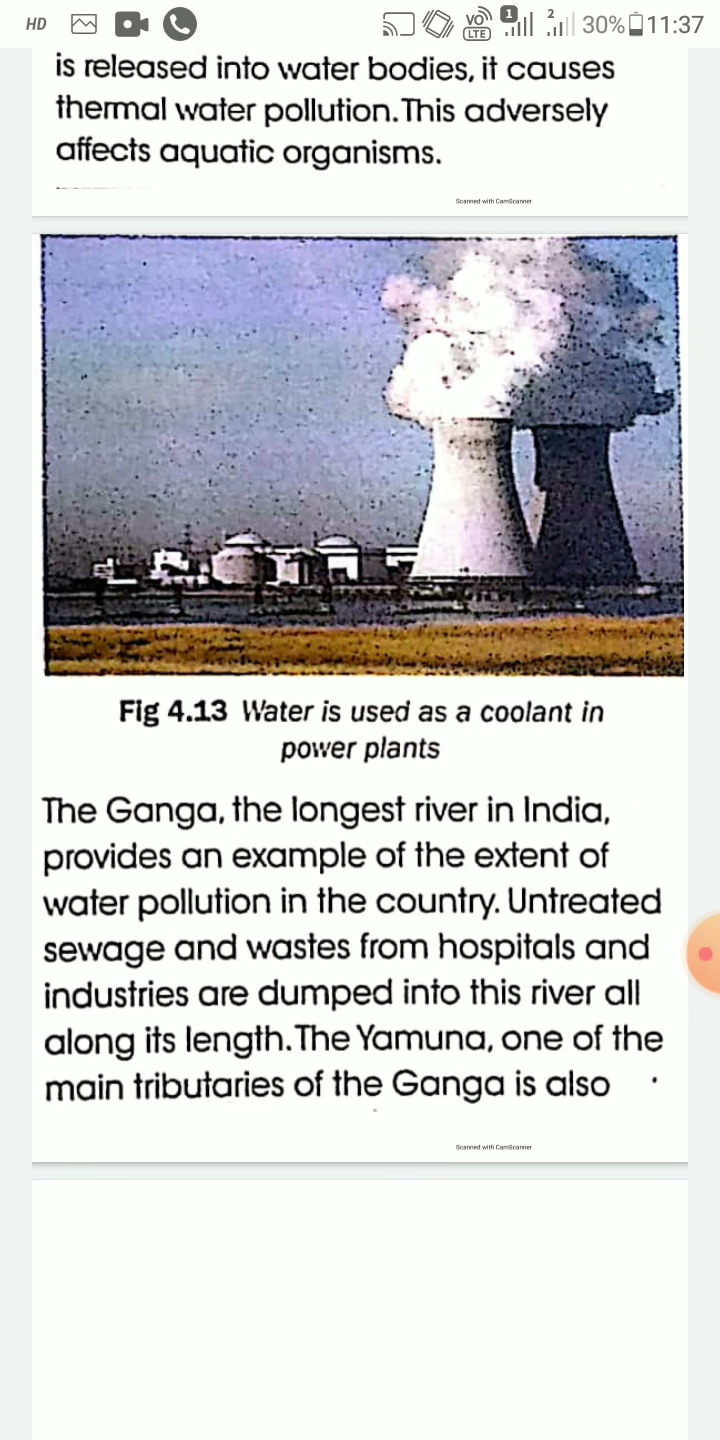 HD VO LTE 1 2 30% 11:37
is released into water bodies, it causes
thermal water pollution. This adversely
affects aquatic organisms.
Scanned with CamScanner
Fig 4.13 Water is used as a coolant in
power plants
The Ganga, the longest river in India,
provides an example of the extent of
water pollution in the country. Untreated
sewage and wastes from hospitals and
industries are dumped into this river all
along its length. The Yamuna, one of the
main tributaries of the Ganga is also
Scanned with CamScanner